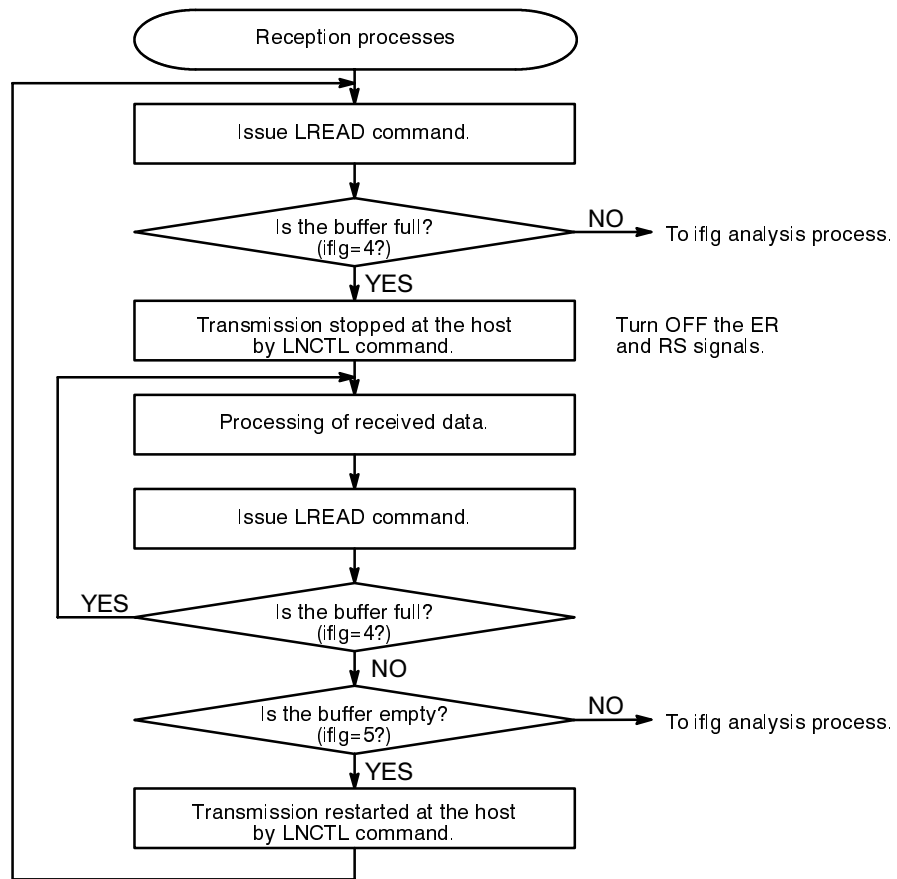 Reception processes
Issue LREAD command.
Is the buffer full?
(iflg=4?)
NO
To iflg analysis process.
YES
Transmission stopped at the host
by LNCTL command.
Turn OFF the ER
and RS signals.
Processing of received data.
Issue LREAD command.
YES
Is the buffer full?
(iflg=4?)
NO
Is the buffer empty?
(iflg=5?)
NO
To iflg analysis process.
YES
Transmission restarted at the host
by LNCTL command.